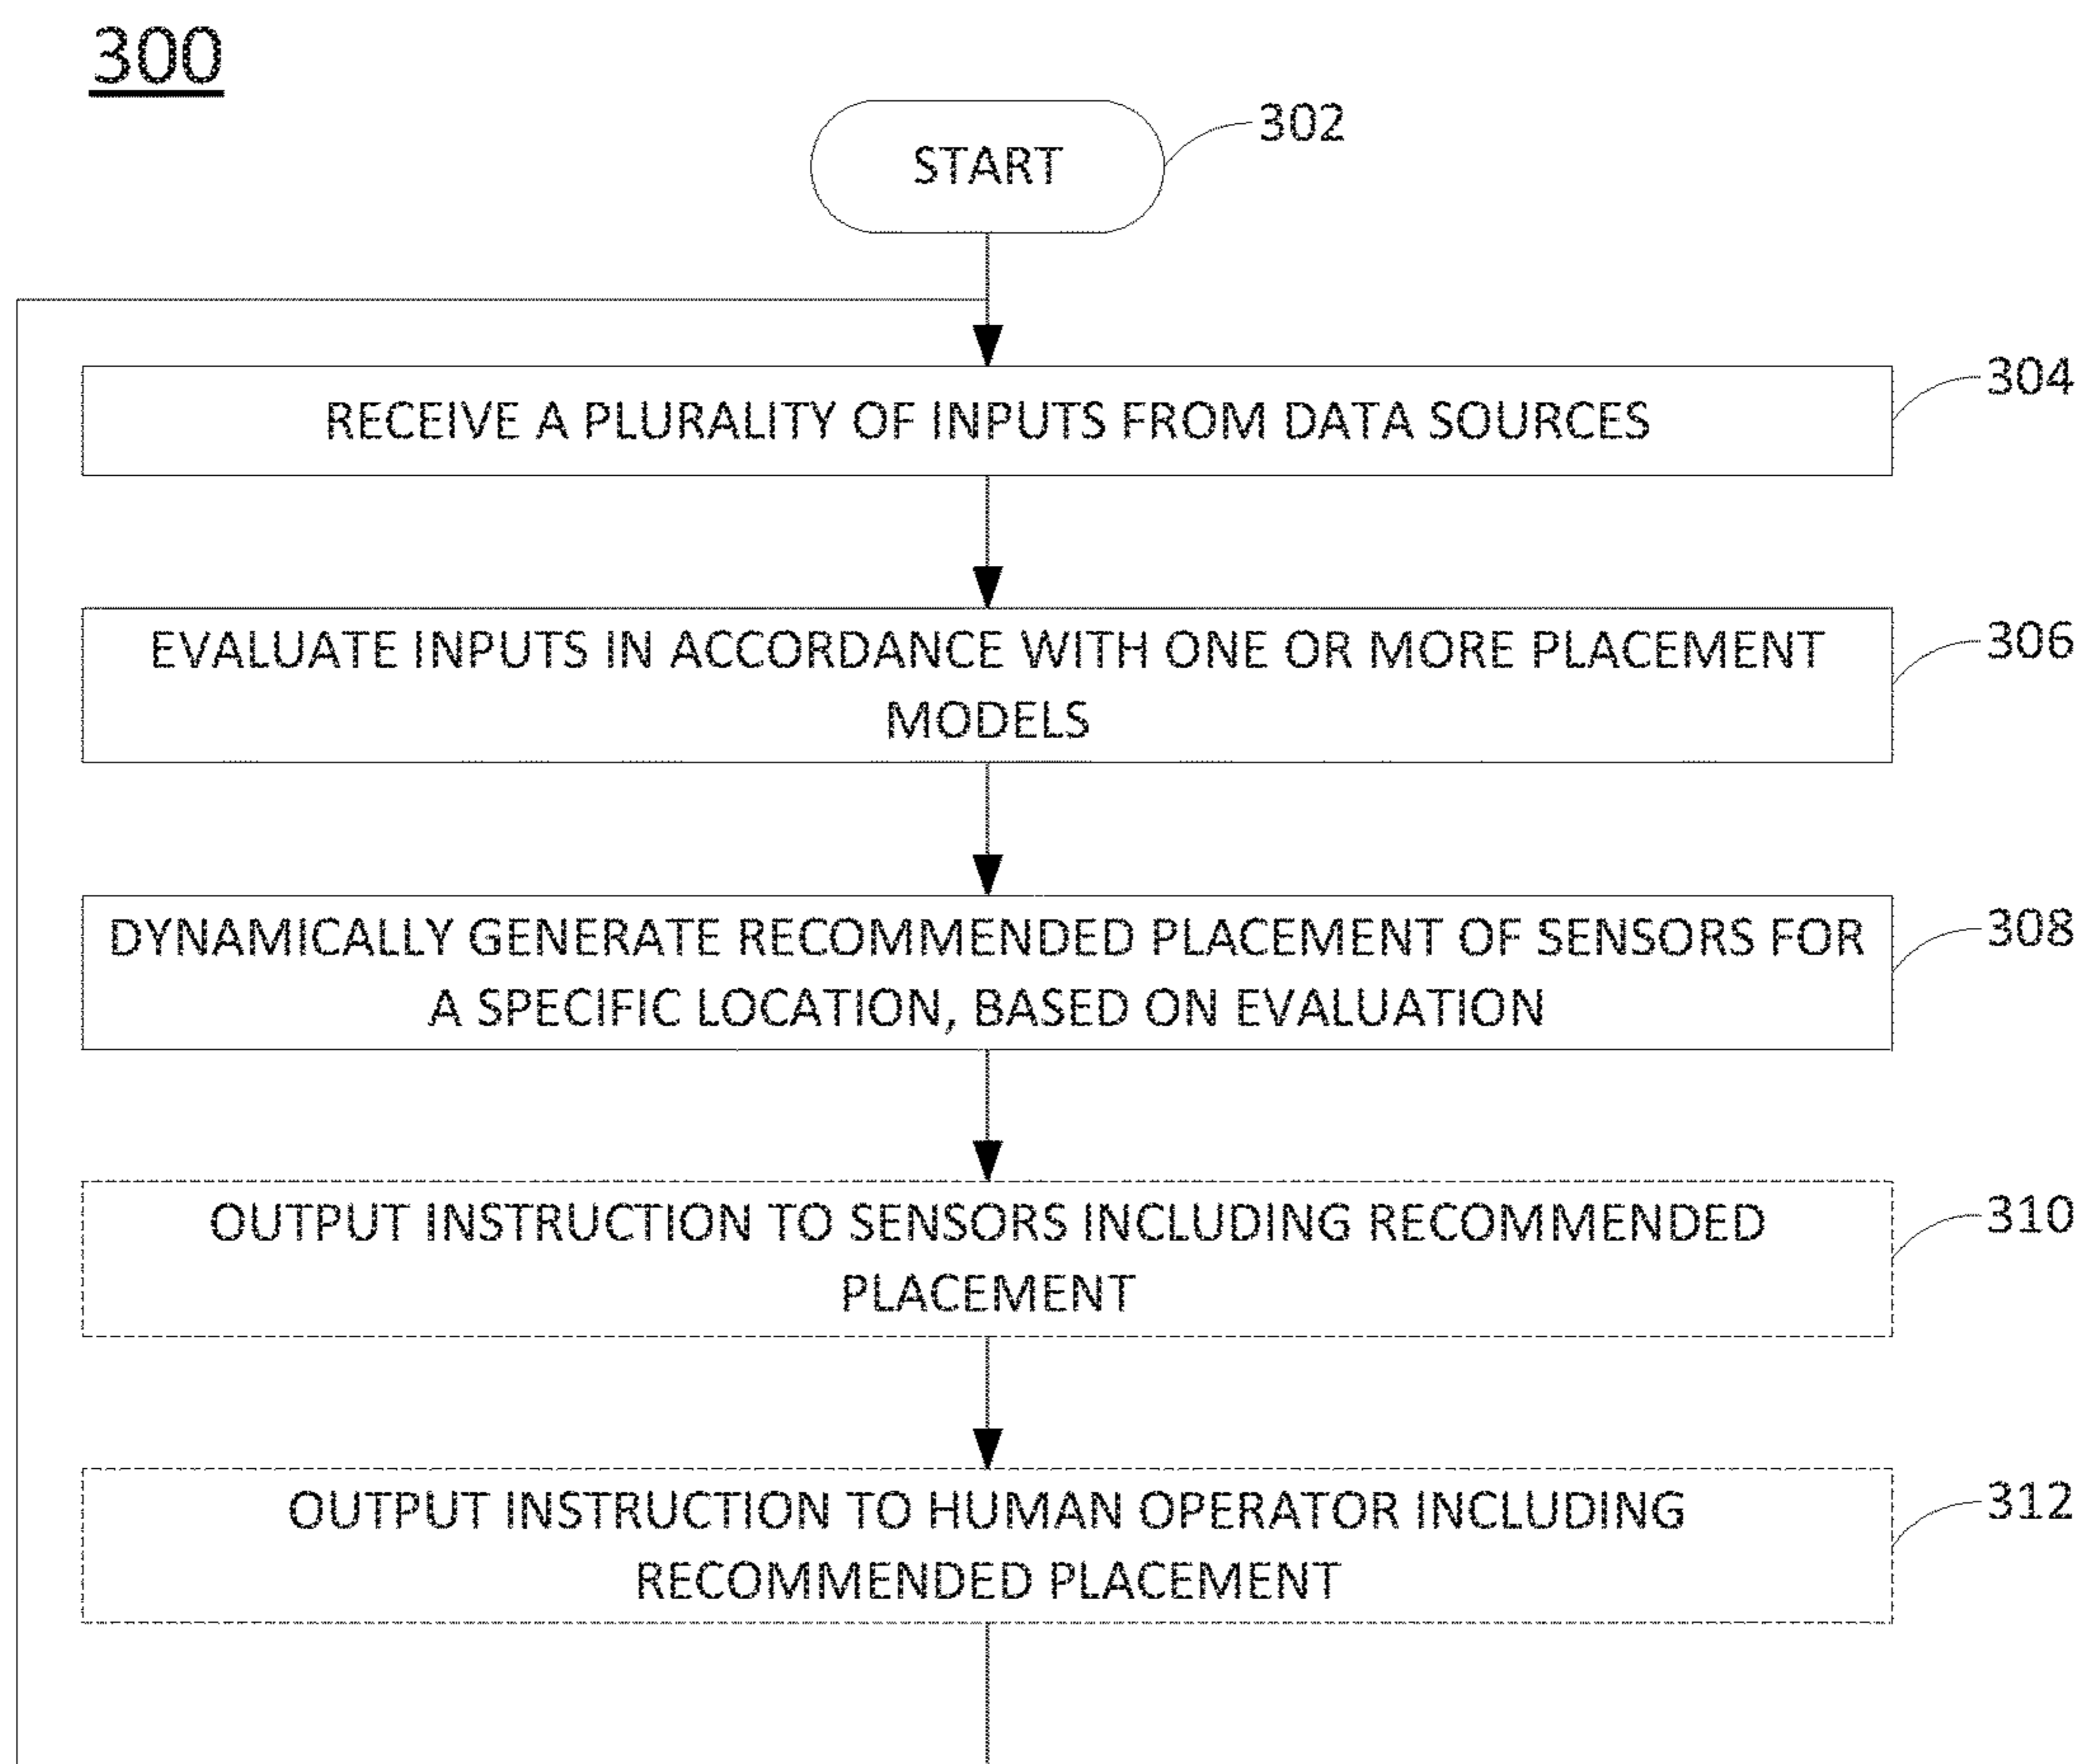 300
START
302
RECEIVE A PLURALITY OF INPUTS FROM DATA SOURCES
304
EVALUATE INPUTS IN ACCORDANCE WITH ONE OR MORE PLACEMENT
MODELS
306
DYNAMICALLY GENERATE RECOMMENDED PLACEMENT OF SENSORS FOR
A SPECIFIC LOCATION, BASED ON EVALUATION
308
OUTPUT INSTRUCTION TO SENSORS INCLUDING RECOMMENDED
PLACEMENT
310
OUTPUT INSTRUCTION TO HUMAN OPERATOR INCLUDING
RECOMMENDED PLACEMENT
312